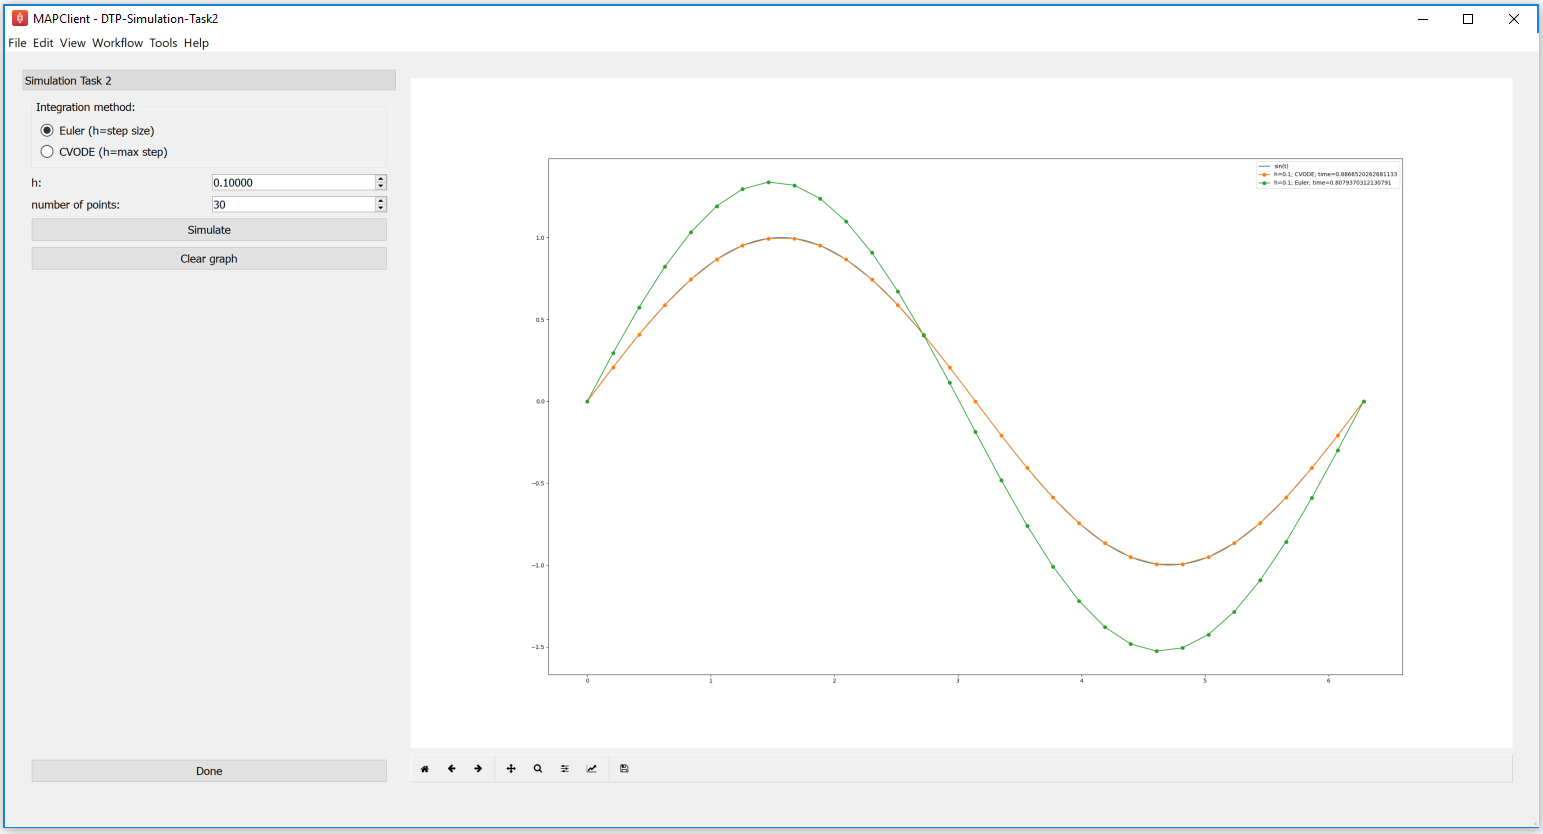 MAPClient - DTP-Simulation-Task2
File Edit View Workflow Tools Help
Simulation Task 2
Integration method:
Euler (h=step size)
CVODE (h=max step)
h: 0.10000
number of points: 30
Simulate
Clear graph
Done
sin(t)
h=0.1; CVODE; time=0.8866520262681133
h=0.1; Euler; time=0.8079370312130791
1.0
0.5
0.0
−0.5
−1.0
−1.5
0 1 2 3 4 5 6